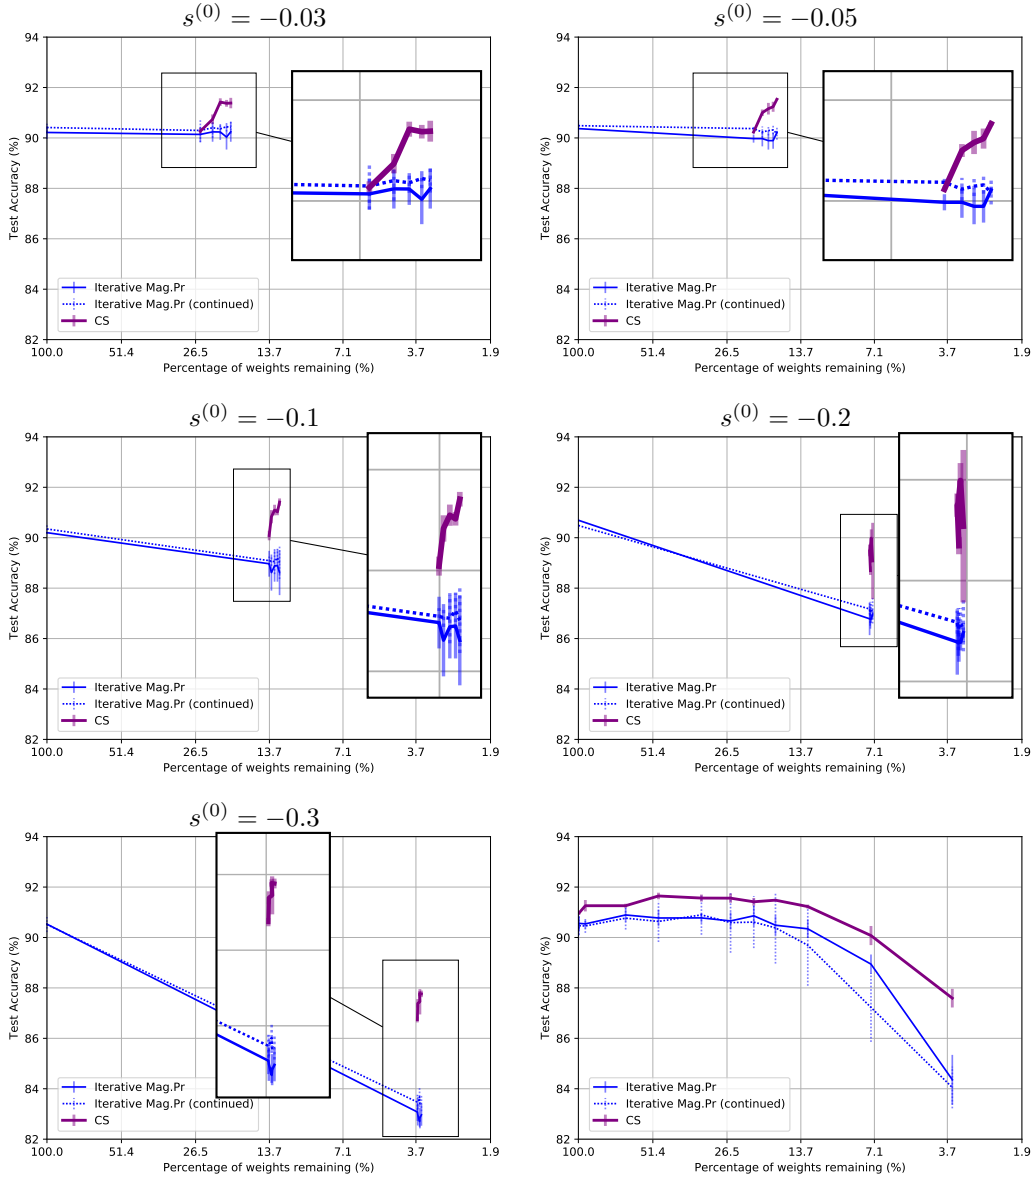 s^(0) = −0.03
94
92
90
88
86
84
82
Test Accuracy (%)
Iterative Mag.Pr
Iterative Mag.Pr (continued)
CS
100.0 51.4 26.5 13.7 7.1 3.7 1.9
Percentage of weights remaining (%)
s^(0) = −0.05
94
92
90
88
86
84
82
Test Accuracy (%)
Iterative Mag.Pr
Iterative Mag.Pr (continued)
CS
100.0 51.4 26.5 13.7 7.1 3.7 1.9
Percentage of weights remaining (%)
s^(0) = −0.1
94
92
90
88
86
84
82
Test Accuracy (%)
Iterative Mag.Pr
Iterative Mag.Pr (continued)
CS
100.0 51.4 26.5 13.7 7.1 3.7 1.9
Percentage of weights remaining (%)
s^(0) = −0.2
94
92
90
88
86
84
82
Test Accuracy (%)
Iterative Mag.Pr
Iterative Mag.Pr (continued)
CS
100.0 51.4 26.5 13.7 7.1 3.7 1.9
Percentage of weights remaining (%)
s^(0) = −0.3
94
92
90
88
86
84
82
Test Accuracy (%)
Iterative Mag.Pr
Iterative Mag.Pr (continued)
CS
100.0 51.4 26.5 13.7 7.1 3.7 1.9
Percentage of weights remaining (%)
94
92
90
88
86
84
82
Test Accuracy (%)
Iterative Mag.Pr
Iterative Mag.Pr (continued)
CS
100.0 51.4 26.5 13.7 7.1 3.7 1.9
Percentage of weights remaining (%)